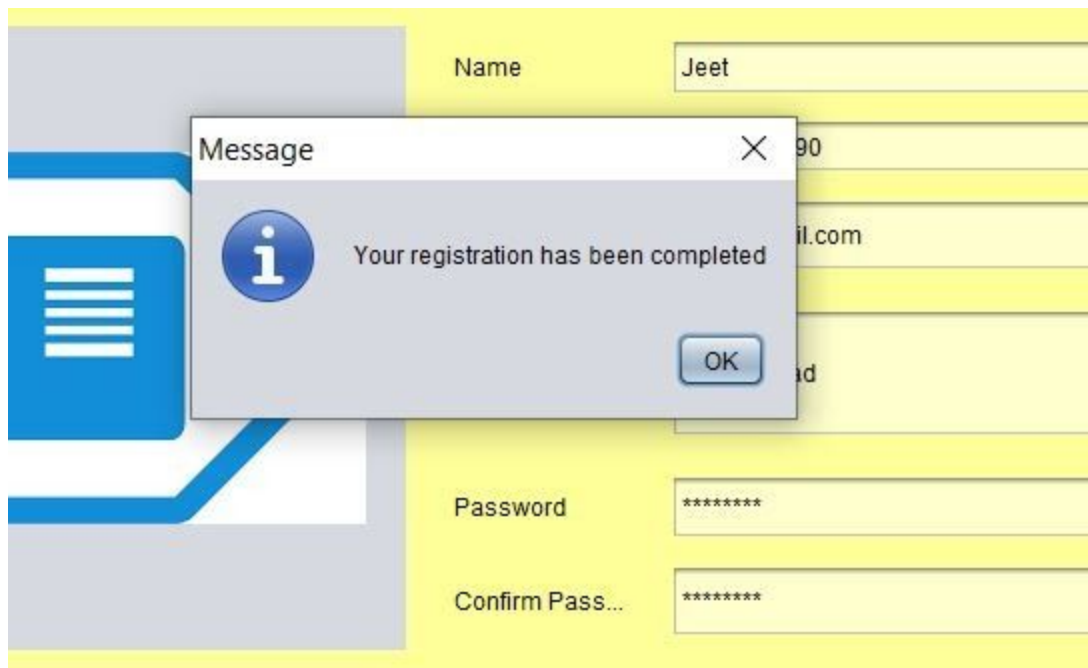 Name Jeet
Message 90
il.com
Your registration has been completed
OK
ad
Password ********
Confirm Pass... ********